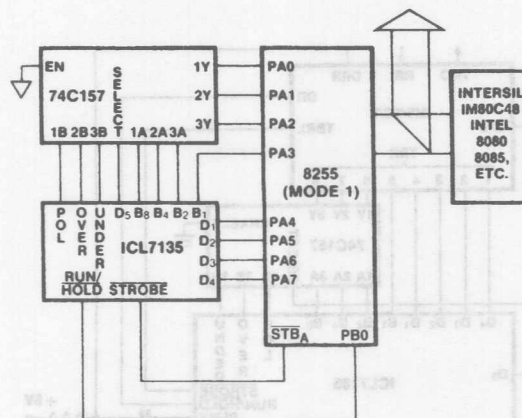 EN
1Y
PA0
74C157
SELECT
2Y
PA1
3Y
PA2
1B 2B 3B
1A 2A 3A
PA3
8255
(MODE 1)
INTERSIL
IM80C48
INTEL
8080
8085,
ETC.
POL
OVER
UNDER
D5 B8 B4 B2 B1
D1
PA4
ICL7135
D2
PA5
D3
PA6
RUN/
HOLD STROBE
D4
PA7
STBA
PB0